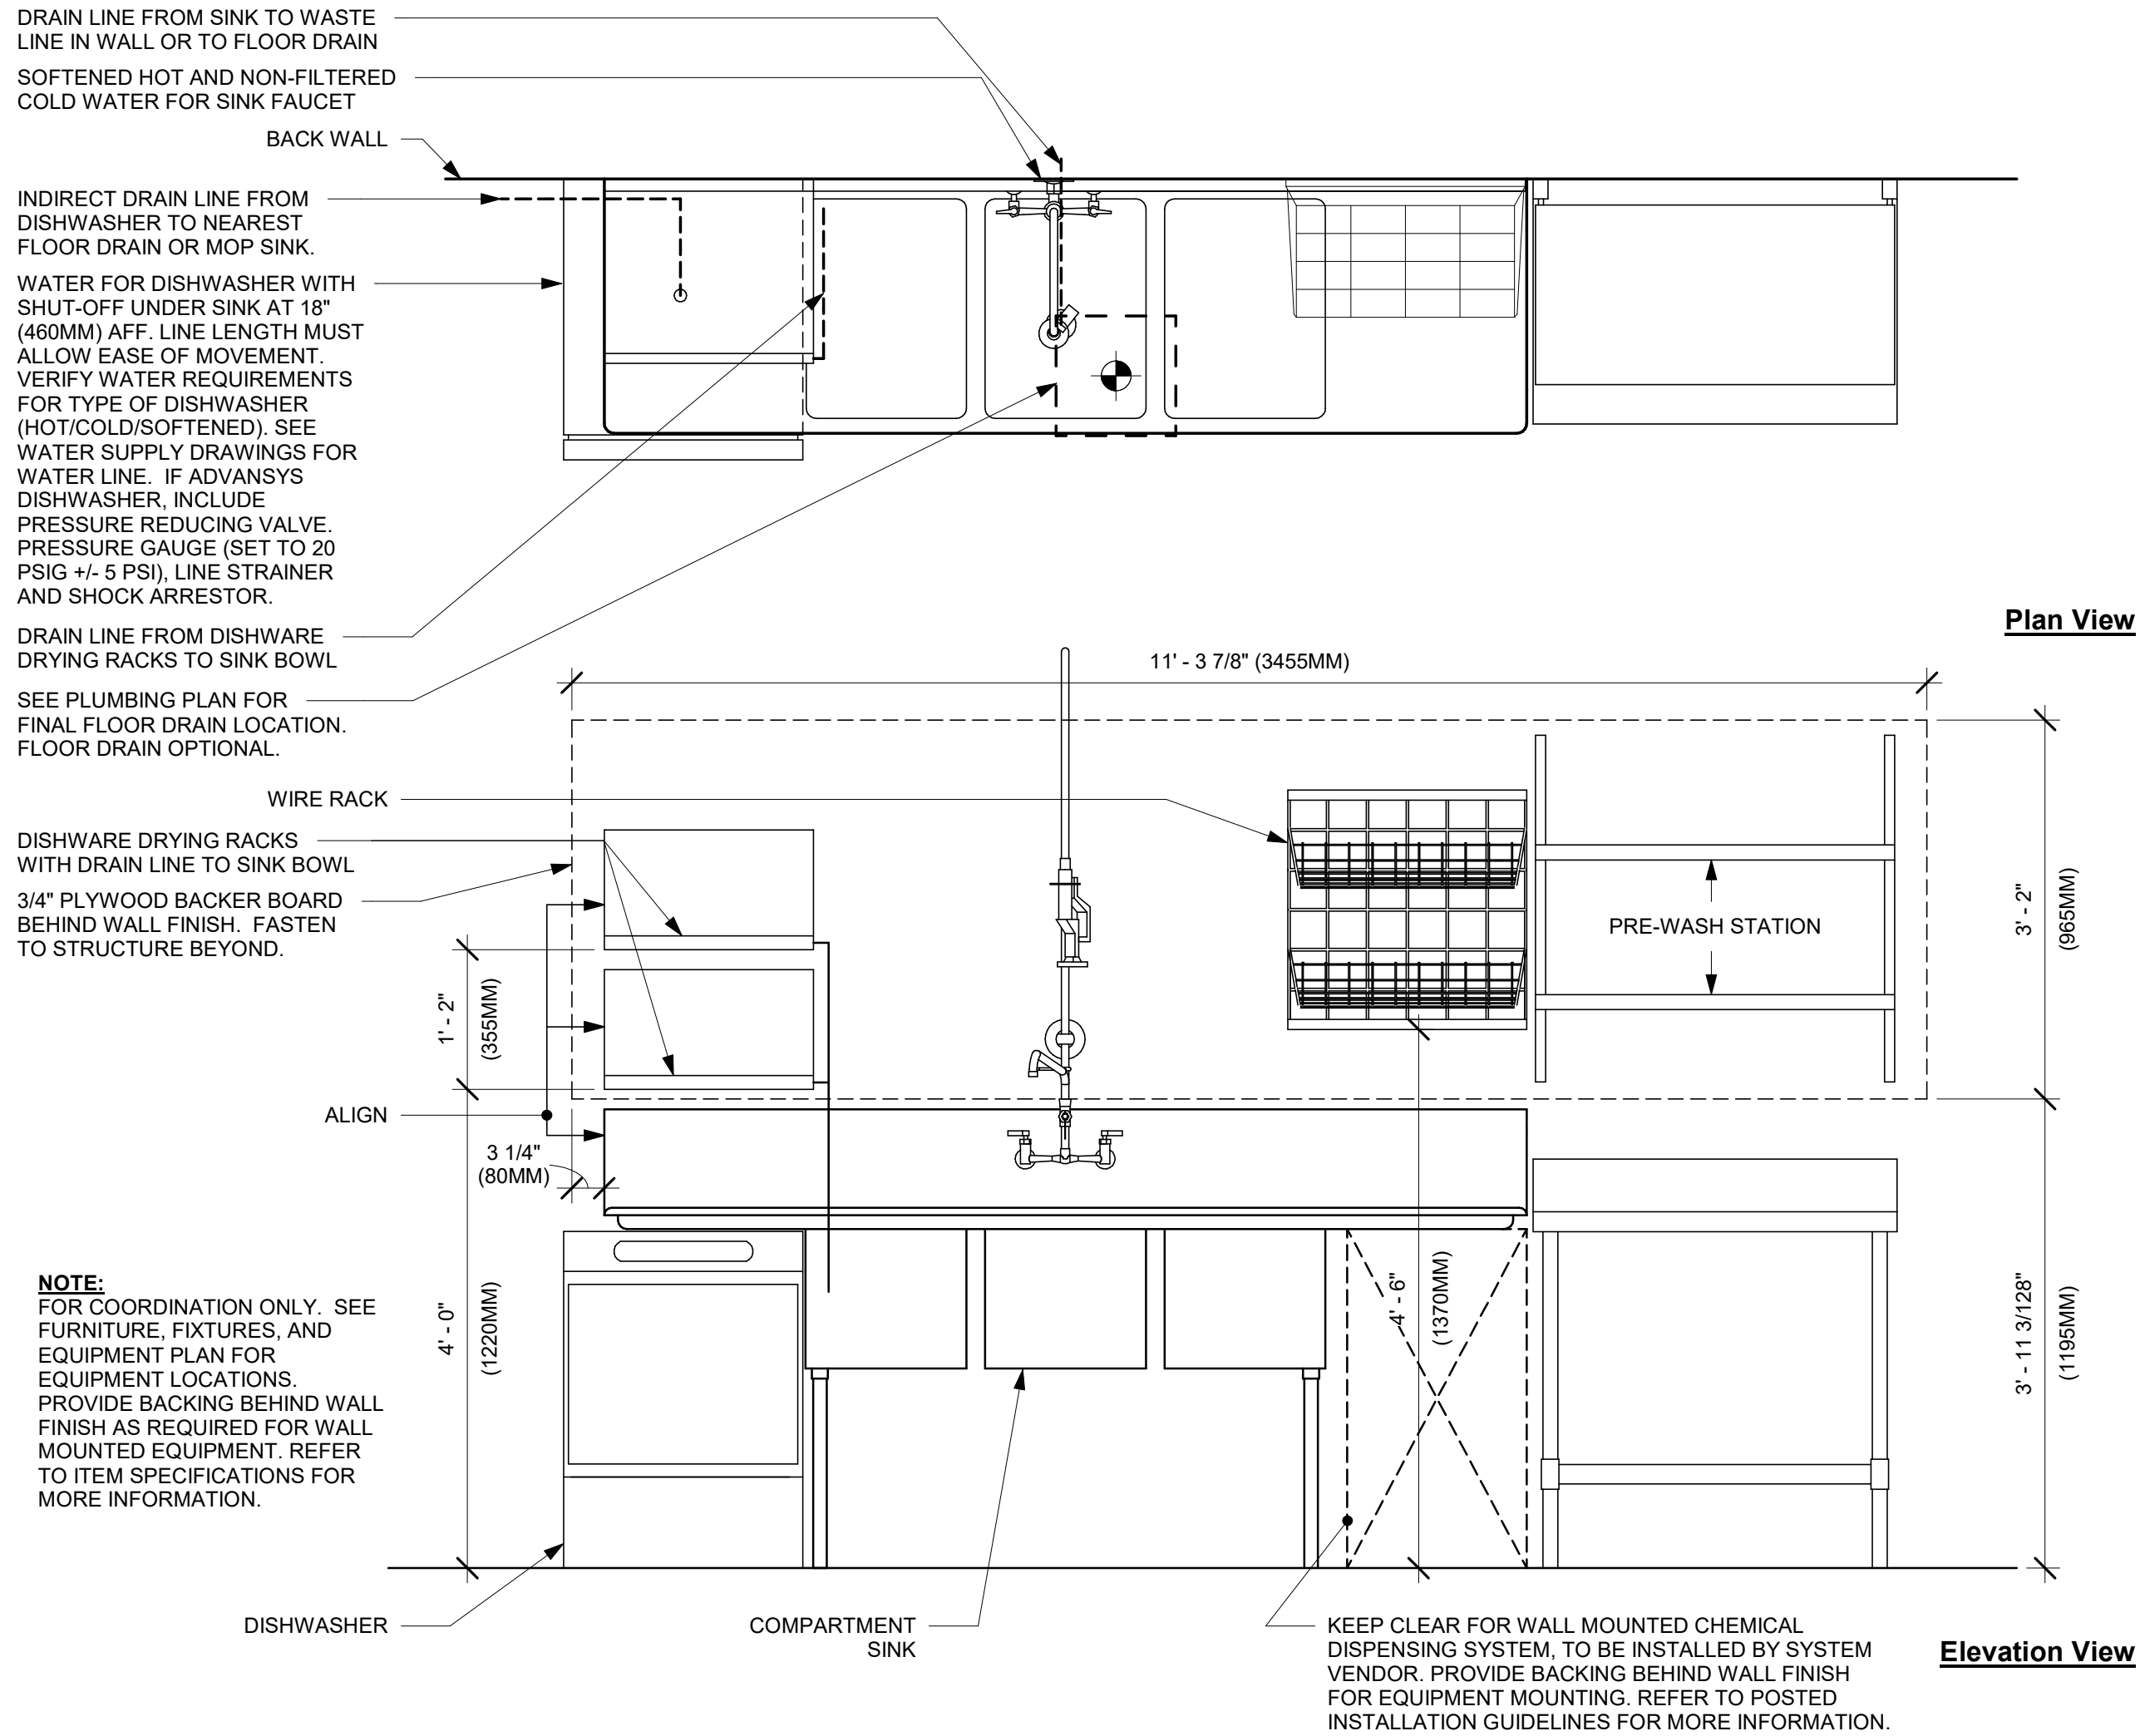 DRAIN LINE FROM SINK TO WASTE
LINE IN WALL OR TO FLOOR DRAIN
SOFTENED HOT AND NON-FILTERED
COLD WATER FOR SINK FAUCET
BACK WALL
INDIRECT DRAIN LINE FROM
DISHWASHER TO NEAREST
FLOOR DRAIN OR MOP SINK.
WATER FOR DISHWASHER WITH
SHUT-OFF UNDER SINK AT 18"
(460MM) AFF. LINE LENGTH MUST
ALLOW EASE OF MOVEMENT.
VERIFY WATER REQUIREMENTS
FOR TYPE OF DISHWASHER
(HOT/COLD/SOFTENED). SEE
WATER SUPPLY DRAWINGS FOR
WATER LINE. IF ADVANSYS
DISHWASHER, INCLUDE
PRESSURE REDUCING VALVE.
PRESSURE GAUGE (SET TO 20
PSIG +/- 5 PSI), LINE STRAINER
AND SHOCK ARRESTOR.
DRAIN LINE FROM DISHWARE
DRYING RACKS TO SINK BOWL
SEE PLUMBING PLAN FOR
FINAL FLOOR DRAIN LOCATION.
FLOOR DRAIN OPTIONAL.
Plan View
11' - 3 7/8" (3455MM)
WIRE RACK
DISHWARE DRYING RACKS
WITH DRAIN LINE TO SINK BOWL
3/4" PLYWOOD BACKER BOARD
BEHIND WALL FINISH. FASTEN
TO STRUCTURE BEYOND.
PRE-WASH STATION
3' - 2"
(965MM)
1' - 2"
(355MM)
ALIGN
3 1/4"
(80MM)
NOTE:
FOR COORDINATION ONLY. SEE
FURNITURE, FIXTURES, AND
EQUIPMENT PLAN FOR
EQUIPMENT LOCATIONS.
PROVIDE BACKING BEHIND WALL
FINISH AS REQUIRED FOR WALL
MOUNTED EQUIPMENT. REFER
TO ITEM SPECIFICATIONS FOR
MORE INFORMATION.
4' - 0"
(1220MM)
4' - 6"
(1370MM)
3' - 11 3/128"
(1195MM)
DISHWASHER
COMPARTMENT
SINK
KEEP CLEAR FOR WALL MOUNTED CHEMICAL
DISPENSING SYSTEM, TO BE INSTALLED BY SYSTEM
VENDOR. PROVIDE BACKING BEHIND WALL FINISH
FOR EQUIPMENT MOUNTING. REFER TO POSTED
INSTALLATION GUIDELINES FOR MORE INFORMATION.
Elevation View